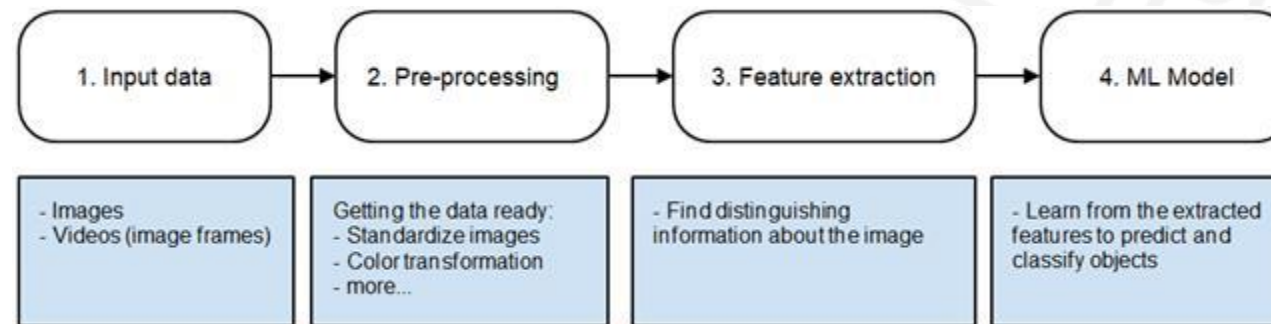 1. Input data
2. Pre-processing
3. Feature extraction
4. ML Model
- Images
- Videos (image frames)
Getting the data ready:
- Standardize images
- Color transformation
- more...
- Find distinguishing
information about the image
- Learn from the extracted
features to predict and
classify objects